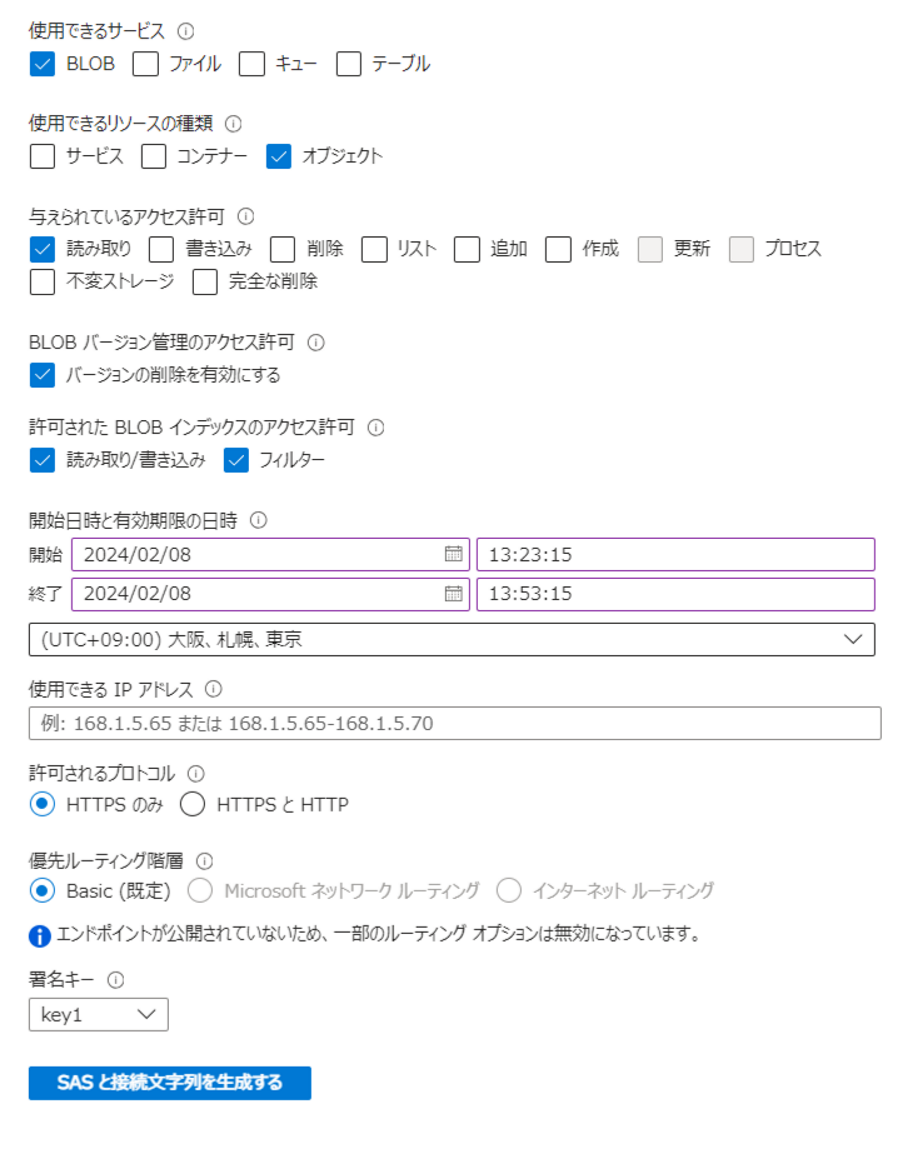 使用できるサービス
BLOB ファイル キュー テーブル
使用できるリソースの種類
サービス コンテナー オブジェクト
与えられているアクセス許可
読み取り 書き込み 削除 リスト 追加 作成 更新 プロセス
不変ストレージ 完全な削除
BLOB バージョン管理のアクセス許可
バージョンの削除を有効にする
許可された BLOB インデックスのアクセス許可
読み取り/書き込み フィルター
開始日時と有効期限の日時
開始 2024/02/08 13:23:15
終了 2024/02/08 13:53:15
(UTC+09:00) 大阪、札幌、東京
使用できる IP アドレス
例: 168.1.5.65 または 168.1.5.65-168.1.5.70
許可されるプロトコル
HTTPS のみ HTTPS と HTTP
優先ルーティング階層
Basic (既定) Microsoft ネットワーク ルーティング インターネット ルーティング
エンドポイントが公開されていないため、一部のルーティング オプションは無効になっています。
署名キー
key1
SAS と接続文字列を生成する